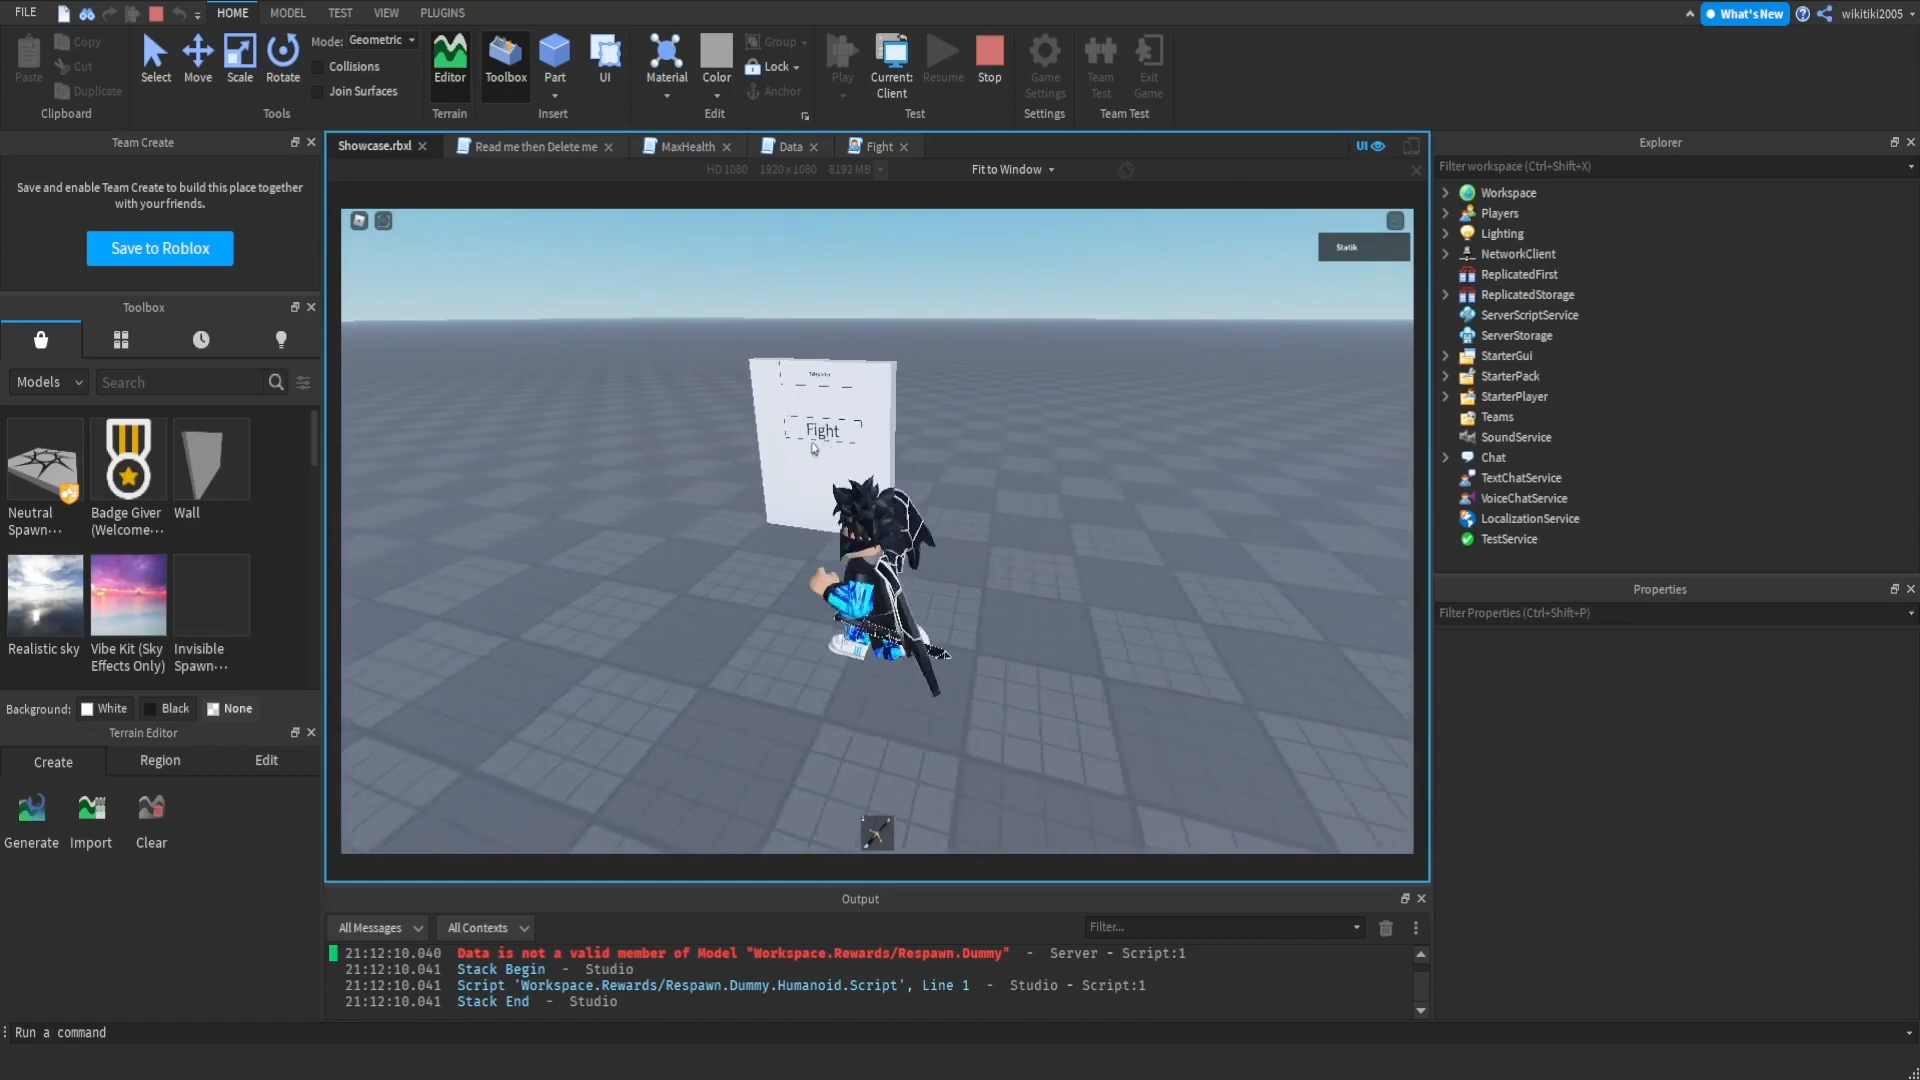 FILE
HOME
MODEL
TEST
VIEW
PLUGINS
What's New
wikitiki2005
Paste
Copy
Cut
Duplicate
Clipboard
Select
Move
Scale
Rotate
Mode: Geometric
Collisions
Join Surfaces
Tools
Editor
Terrain
Toolbox
Part
UI
Insert
Material
Color
Group
Lock
Anchor
Edit
Play
Current:
Client
Resume
Stop
Test
Game
Settings
Settings
Team
Test
Exit
Game
Team Test
Team Create
Save and enable Team Create to build this place together
with your friends.
Save to Roblox
Toolbox
Models
Search
Neutral
Spawn...
Badge Giver
(Welcome...
Wall
Realistic sky
Vibe Kit (Sky
Effects Only)
Invisible
Spawn...
Background:
White
Black
None
Terrain Editor
Create
Region
Edit
Generate
Import
Clear
Showcase.rbxl
Read me then Delete me
MaxHealth
Data
Fight
UI
HD 1080 1920 x 1080 8192 MB
Fit to Window
Statik
Fight
Output
All Messages
All Contexts
Filter...
21:12:10.040 Data is not a valid member of Model "Workspace.Rewards/Respawn.Dummy" - Server - Script:1
21:12:10.041 Stack Begin - Studio
21:12:10.041 Script 'Workspace.Rewards/Respawn.Dummy.Humanoid.Script', Line 1 - Studio - Script:1
21:12:10.041 Stack End - Studio
Run a command
Explorer
Filter workspace (Ctrl+Shift+X)
Workspace
Players
Lighting
NetworkClient
ReplicatedFirst
ReplicatedStorage
ServerScriptService
ServerStorage
StarterGui
StarterPack
StarterPlayer
Teams
SoundService
Chat
TextChatService
VoiceChatService
LocalizationService
TestService
Properties
Filter Properties (Ctrl+Shift+P)